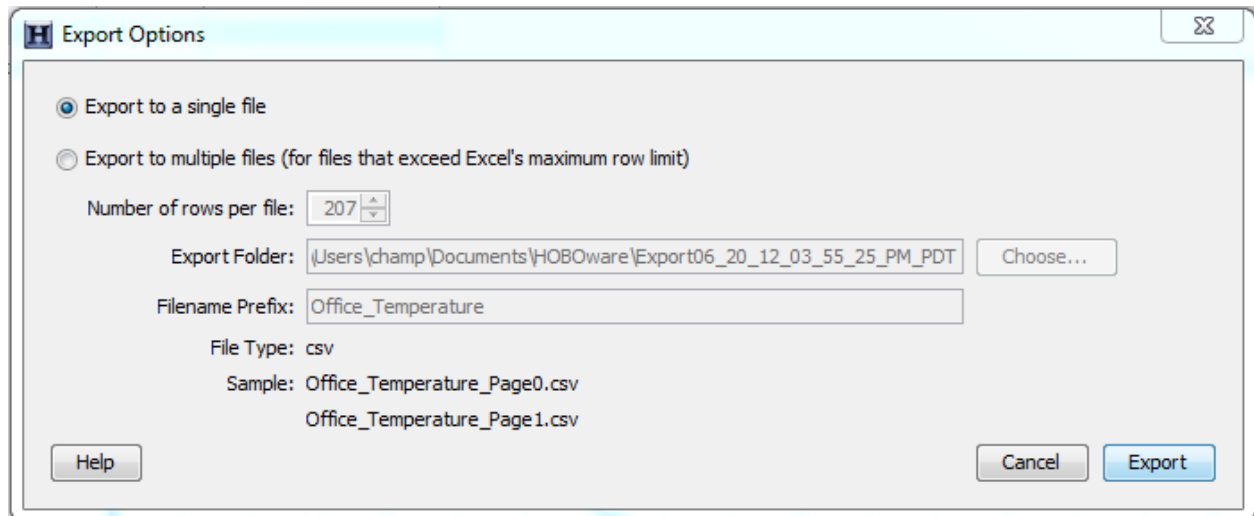 H Export Options
Export to a single file
Export to multiple files (for files that exceed Excel's maximum row limit)
Number of rows per file: 207
Export Folder: \Users\champ\Documents\HOBOware\Export06_20_12_03_55_25_PM_PDT Choose...
Filename Prefix: Office_Temperature
File Type: csv
Sample: Office_Temperature_Page0.csv
Office_Temperature_Page1.csv
Help Cancel Export